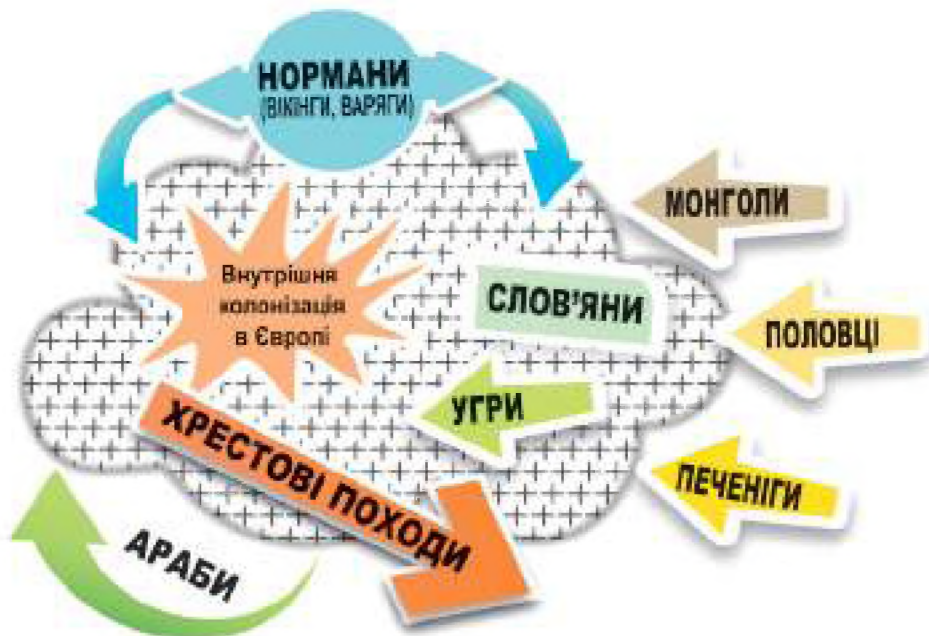 НОРМАНИ
(ВІКІНГИ, ВАРЯГИ)
МОНГОЛИ
Внутрішня
колонізація
в Європі
СЛОВ’ЯНИ
ПОЛОВЦІ
УГРИ
ХРЕСТОВІ ПОХОДИ
ПЕЧЕНІГИ
АРАБИ